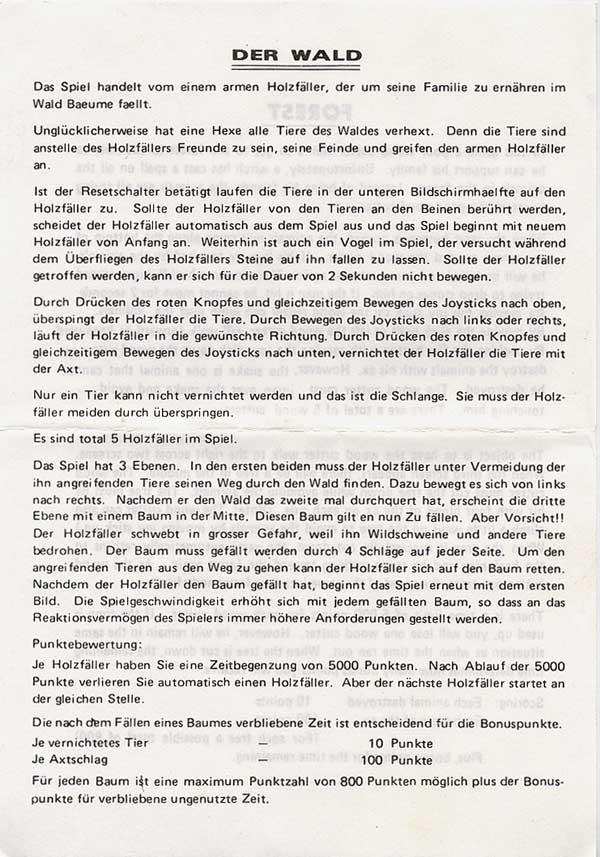 DER WALD
Das Spiel handelt vom einem armen Holzfäller, der um seine Familie zu ernähren im
Wald Baeume faellt.
Unglücklicherweise hat eine Hexe alle Tiere des Waldes verhext. Denn die Tiere sind
anstelle des Holzfällers Freunde zu sein, seine Feinde und greifen den armen Holzfäller
an.
Ist der Resetschalter betätigt laufen die Tiere in der unteren Bildschirmhaelfte auf den
Holzfäller zu. Sollte der Holzfäller von den Tieren an den Beinen berührt werden,
scheidet der Holzfäller automatisch aus dem Spiel aus und das Spiel beginnt mit neuem
Holzfäller von Anfang an. Weiterhin ist auch ein Vogel im Spiel, der versucht während
dem Überfliegen des Holzfällers Steine auf ihn fallen zu lassen. Sollte der Holzfäller
getroffen werden, kann er sich für die Dauer von 2 Sekunden nicht bewegen.
Durch Drücken des roten Knopfes und gleichzeitigem Bewegen des Joysticks nach oben,
überspingt der Holzfäller die Tiere. Durch Bewegen des Joysticks nach links oder rechts,
läuft der Holzfäller in die gewünschte Richtung. Durch Drücken des roten Knopfes und
gleichzeitigem Bewegen des Joysticks nach unten, vernichtet der Holzfäller die Tiere mit
der Axt.
Nur ein Tier kann nicht vernichtet werden und das ist die Schlange. Sie muss der Holz-
fäller meiden durch überspringen.
Es sind total 5 Holzfäller im Spiel.
Das Spiel hat 3 Ebenen. In den ersten beiden muss der Holzfäller unter Vermeidung der
ihn angreifenden Tiere seinen Weg durch den Wald finden. Dazu bewegt es sich von links
nach rechts. Nachdem er den Wald das zweite mal durchquert hat, erscheint die dritte
Ebene mit einem Baum in der Mitte. Diesen Baum gilt en nun Zu fällen. Aber Vorsicht!!
Der Holzfäller schwebt in grosser Gefahr, weil ihn Wildschweine und andere Tiere
bedrohen. Der Baum muss gefällt werden durch 4 Schläge auf jeder Seite. Um den
angreifenden Tieren aus den Weg zu gehen kann der Holzfäller sich auf den Baum retten.
Nachdem der Holzfäller den Baum gefällt hat, beginnt das Spiel erneut mit dem ersten
Bild. Die Spielgeschwindigkeit erhöht sich mit jedem gefällten Baum, so dass an das
Reaktionsvermögen des Spielers immer höhere Anforderungen gestellt werden.
Punktebewertung:
Je Holzfäller haben Sie eine Zeitbegenzung von 5000 Punkten. Nach Ablauf der 5000
Punkte verlieren Sie automatisch einen Holzfäller. Aber der nächste Holzfäller startet an
der gleichen Stelle.
Die nach dem Fällen eines Baumes verbliebene Zeit ist entscheidend für die Bonuspunkte.
Je vernichtetes Tier – 10 Punkte
Je Axtschlag – 100 Punkte
Für jeden Baum ist eine maximum Punktzahl von 800 Punkten möglich plus der Bonus-
punkte für verbliebene ungenutzte Zeit.